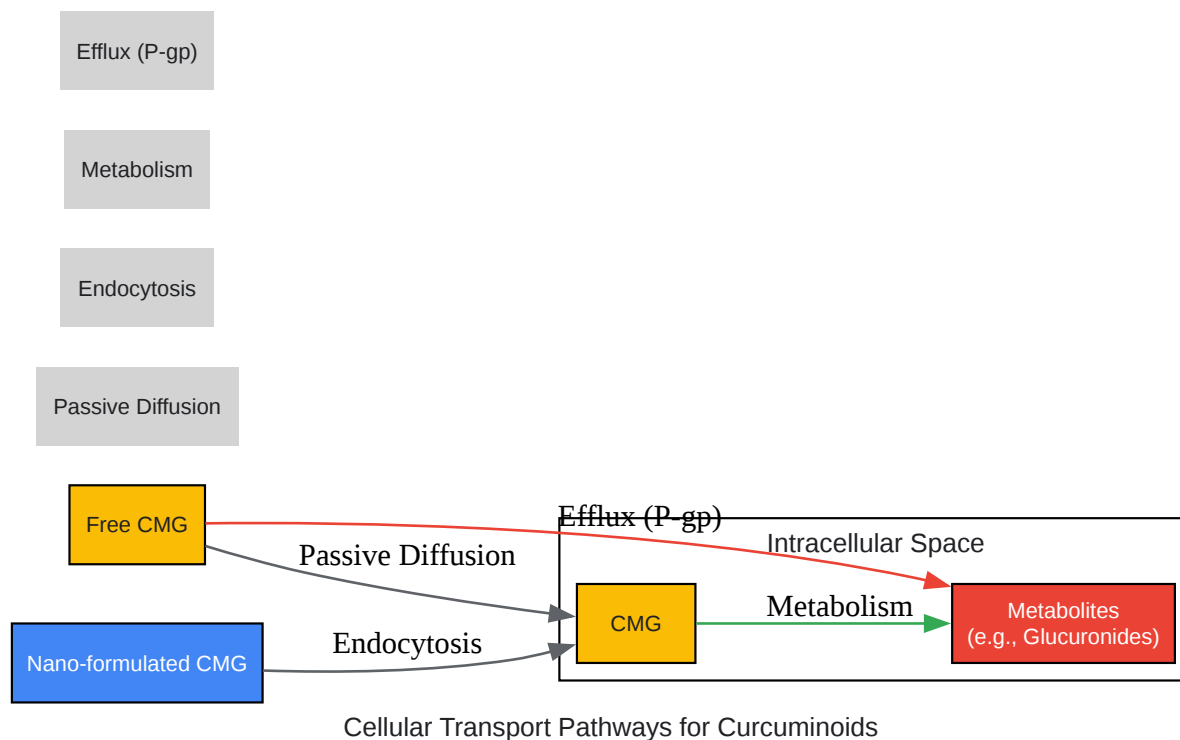 Efflux (P-gp)
Metabolism
Endocytosis
Passive Diffusion
Free CMG
Efflux (P-gp)
Passive Diffusion
Intracellular Space
CMG
Metabolism
Metabolites
(e.g., Glucuronides)
Nano-formulated CMG
Endocytosis
Cellular Transport Pathways for Curcuminoids